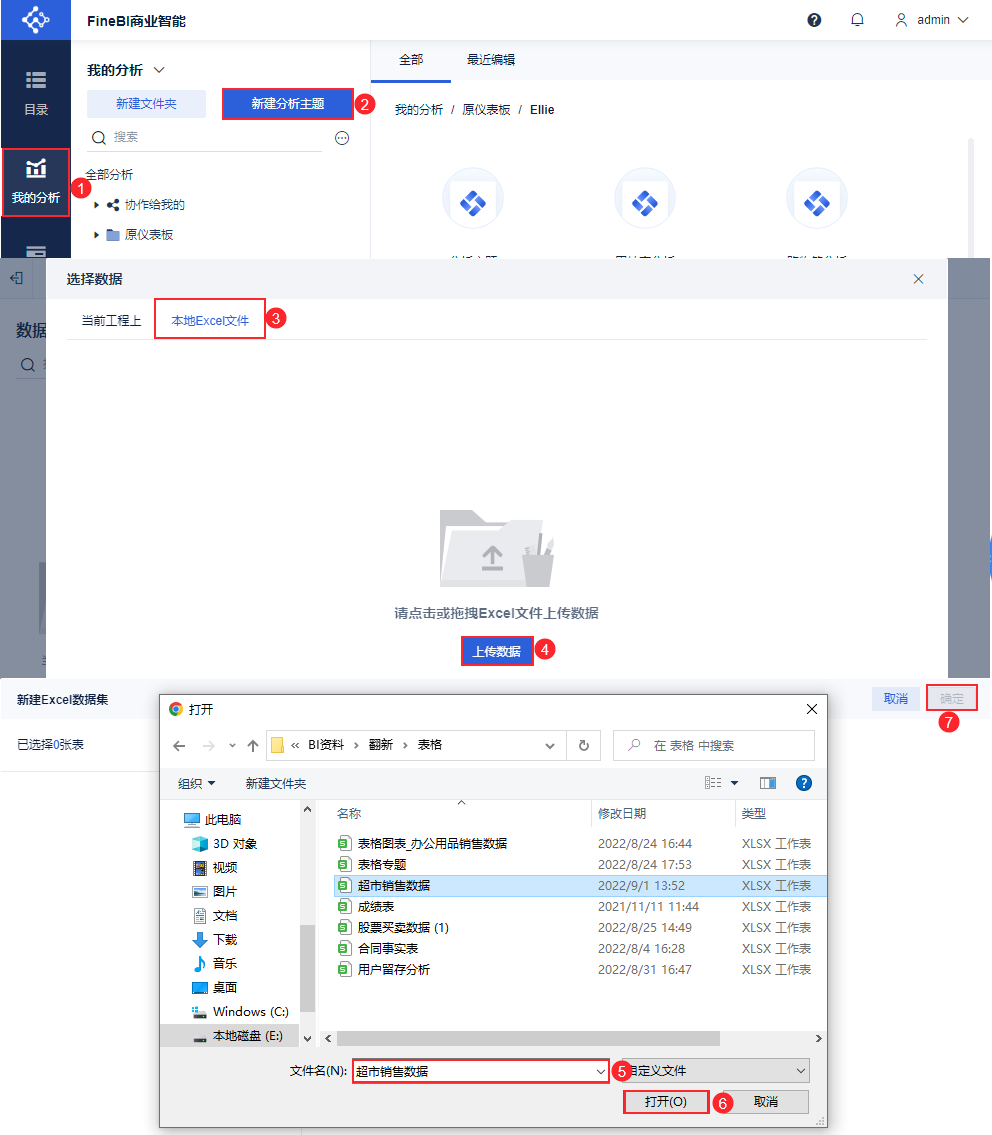 FineBI商业智能
admin
目录
我的分析
1
我的分析
新建文件夹
新建分析主题
2
搜索
全部分析
协作给我的
原仪表板
全部
最近编辑
我的分析 / 原仪表板 / Ellie
数据
选择数据
当前工程上
本地Excel文件
3
请点击或拖拽Excel文件上传数据
上传数据
4
新建Excel数据集
取消
确定
7
已选择0张表
打开
« BI资料 › 翻新 › 表格
在 表格 中搜索
组织
新建文件夹
此电脑
3D 对象
视频
图片
文档
下载
音乐
桌面
Windows (C:)
本地磁盘 (E:)
名称 修改日期 类型
表格图表_办公用品销售数据 2022/8/24 16:44 XLSX 工作表
表格专题 2022/8/24 17:53 XLSX 工作表
超市销售数据 2022/9/1 13:52 XLSX 工作表
成绩表 2021/11/11 11:44 XLSX 工作表
股票买卖数据 (1) 2022/8/25 14:49 XLSX 工作表
合同事实表 2022/8/4 16:28 XLSX 工作表
用户留存分析 2022/8/31 16:47 XLSX 工作表
文件名(N):
超市销售数据
5
自定义文件
打开(O)
6
取消